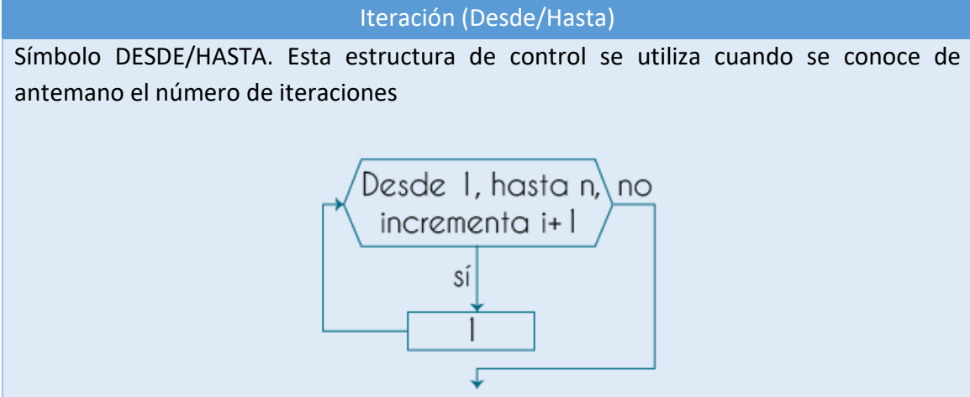 Iteración (Desde/Hasta)
Símbolo DESDE/HASTA. Esta estructura de control se utiliza cuando se conoce de
antemano el número de iteraciones
Desde 1, hasta n,
incrementa i+1
no
sí
1